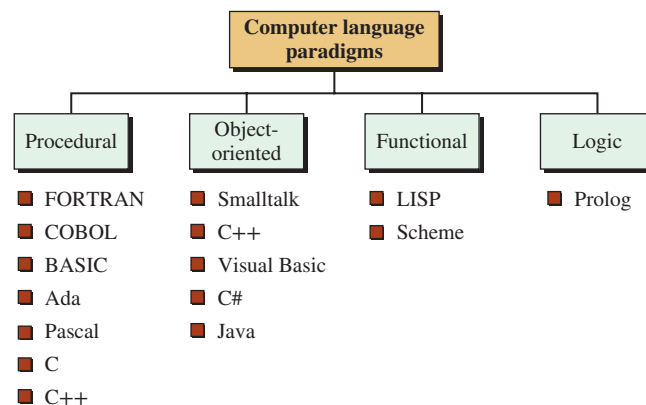 Computer language
paradigms
Procedural
Object-
oriented
Functional
Logic
FORTRAN
COBOL
BASIC
Ada
Pascal
C
C++
Smalltalk
C++
Visual Basic
C#
Java
LISP
Scheme
Prolog